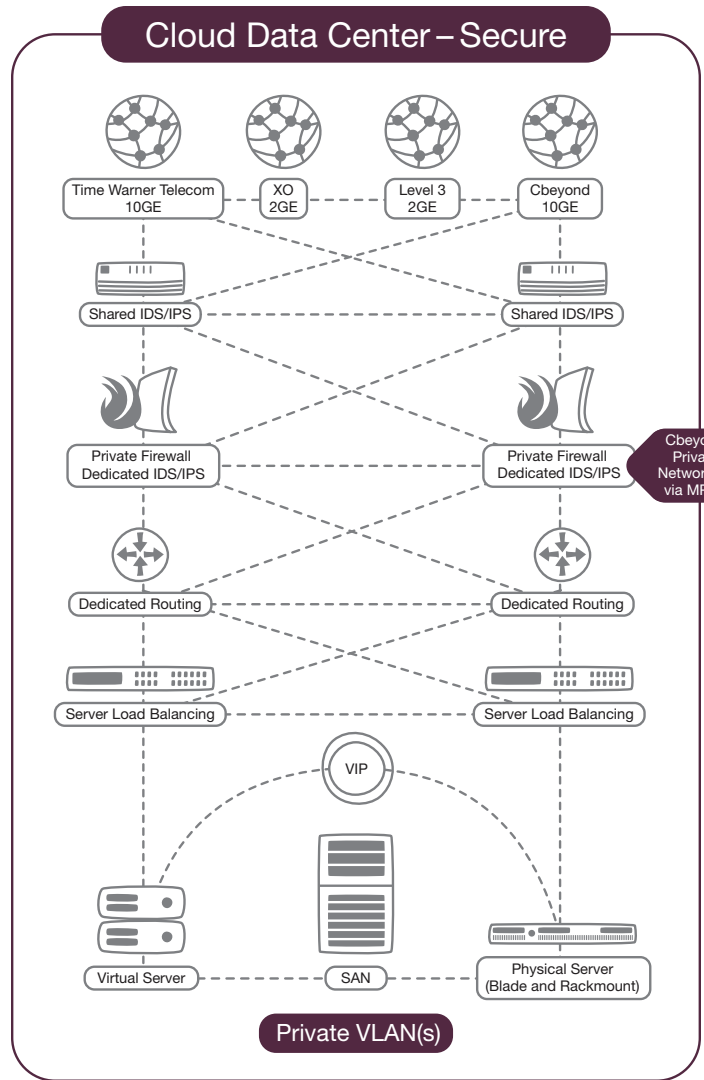 Cloud Data Center – Secure
Time Warner Telecom
10GE
XO
2GE
Level 3
2GE
Cbeyond
10GE
Shared IDS/IPS
Shared IDS/IPS
Private Firewall
Dedicated IDS/IPS
Private Firewall
Dedicated IDS/IPS
Network
via
Dedicated Routing
Dedicated Routing
Server Load Balancing
Server Load Balancing
VIP
Virtual Server
SAN
Physical Server
(Blade and Rackmount)
Private VLAN(s)